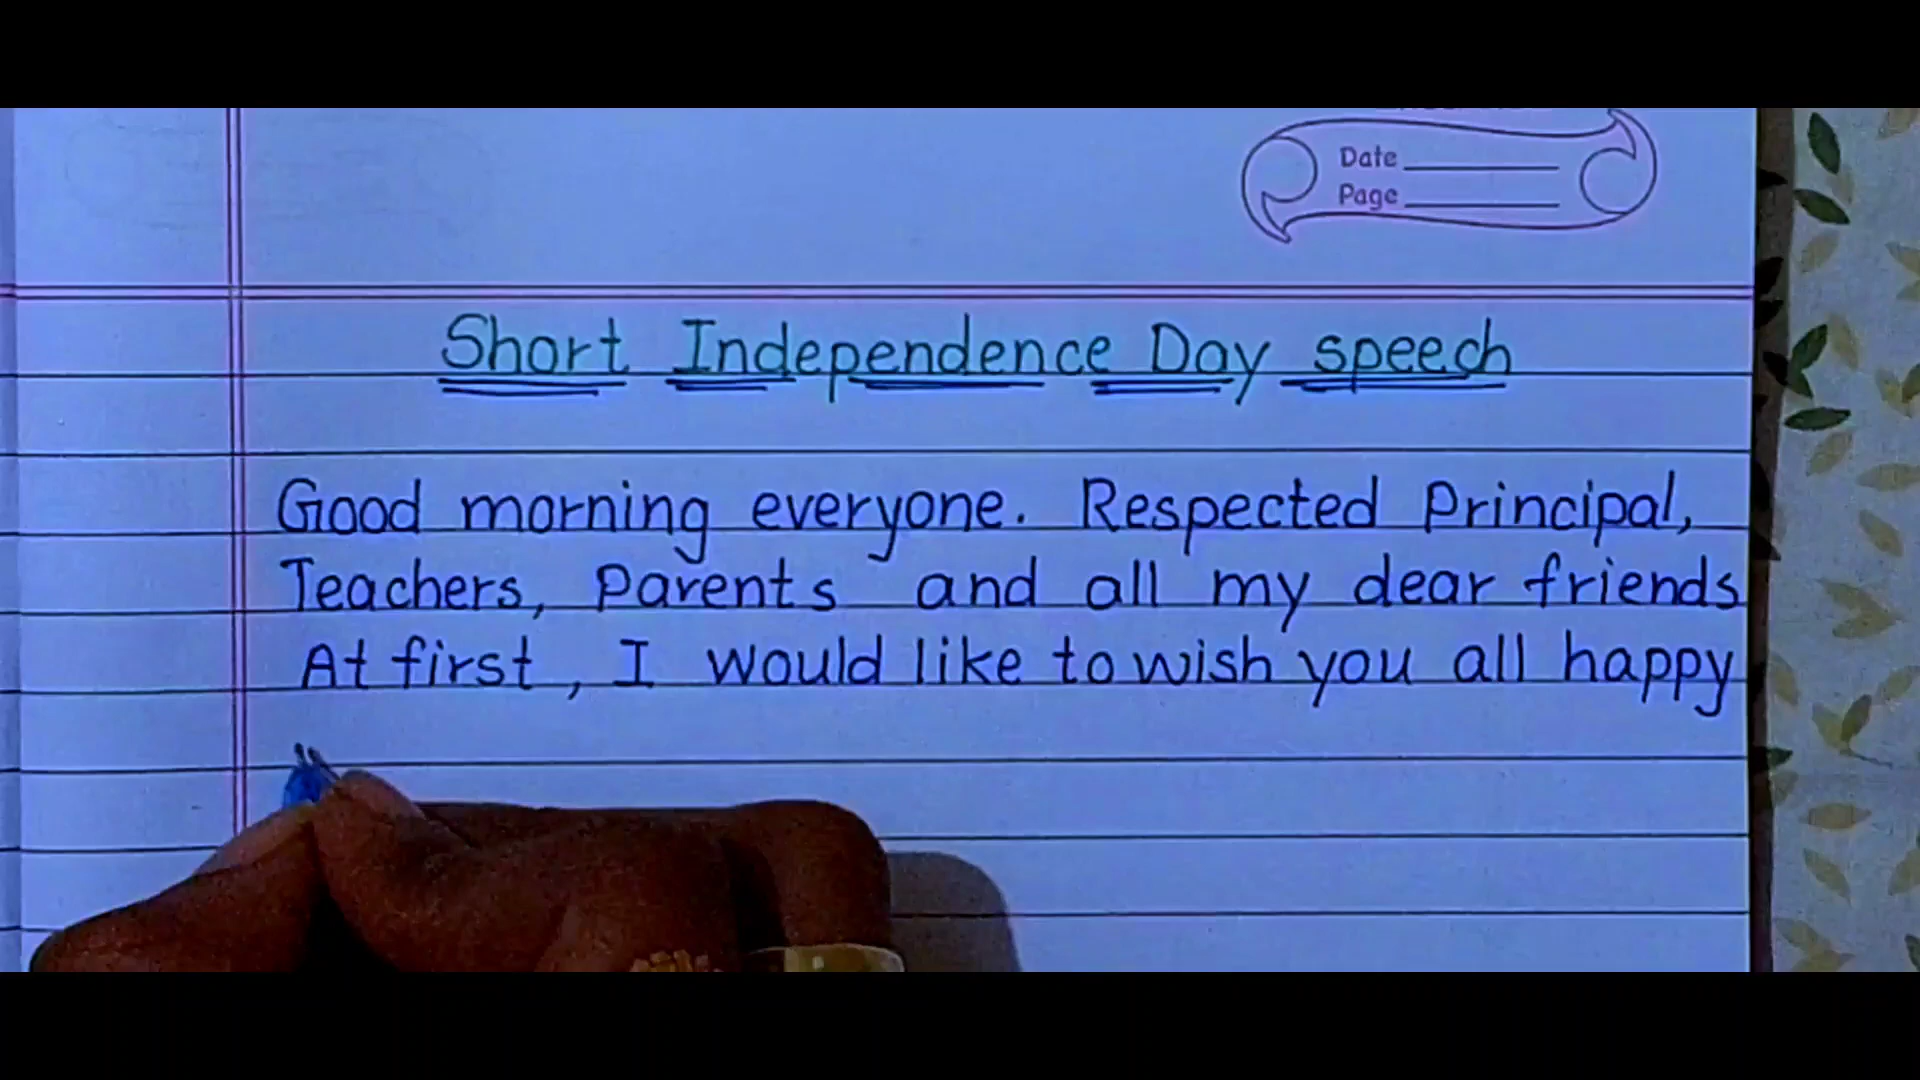 Date
Page
Short Independence Day speech
Good morning everyone. Respected Principal,
Teachers, Parents and all my dear friends
At first, I would like to wish you all happy